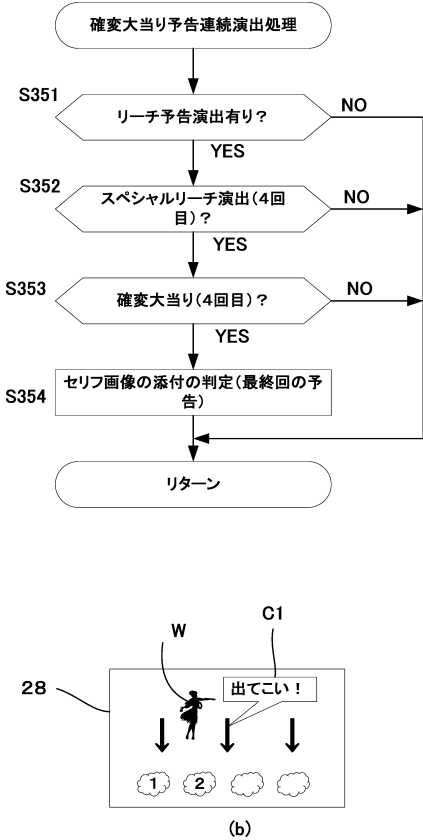 確変大当り予告連続演出処理
S351
リーチ予告演出有り？
NO
YES
S352
スペシャルリーチ演出(4回
目)？
NO
YES
S353
確変大当り(4回目)？
NO
YES
S354
セリフ画像の添付の判定(最終回の予
告)
リターン
C1
W
28
出てこい！
1
2
(b)